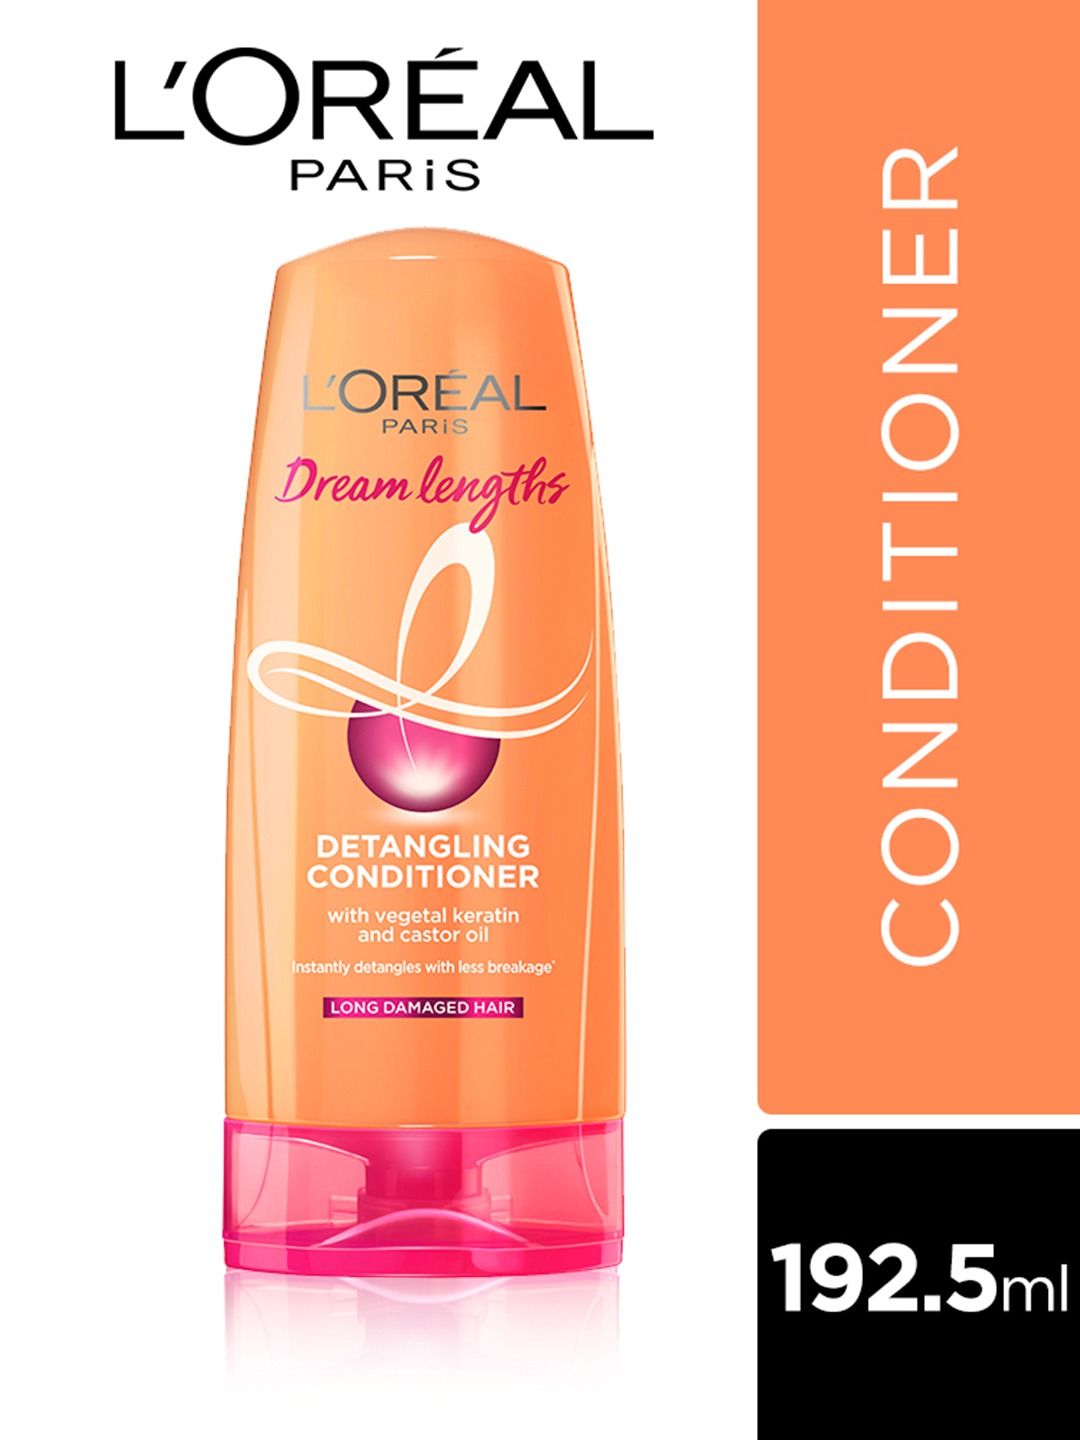 L'ORÉAL
PARiS
L'ORÉAL
PARiS
Dream lengths
DETANGLING
CONDITIONER
with vegetal keratin
and castor oil
Instantly detangles with less breakage*
LONG DAMAGED HAIR
CONDITIONER
192.5ml